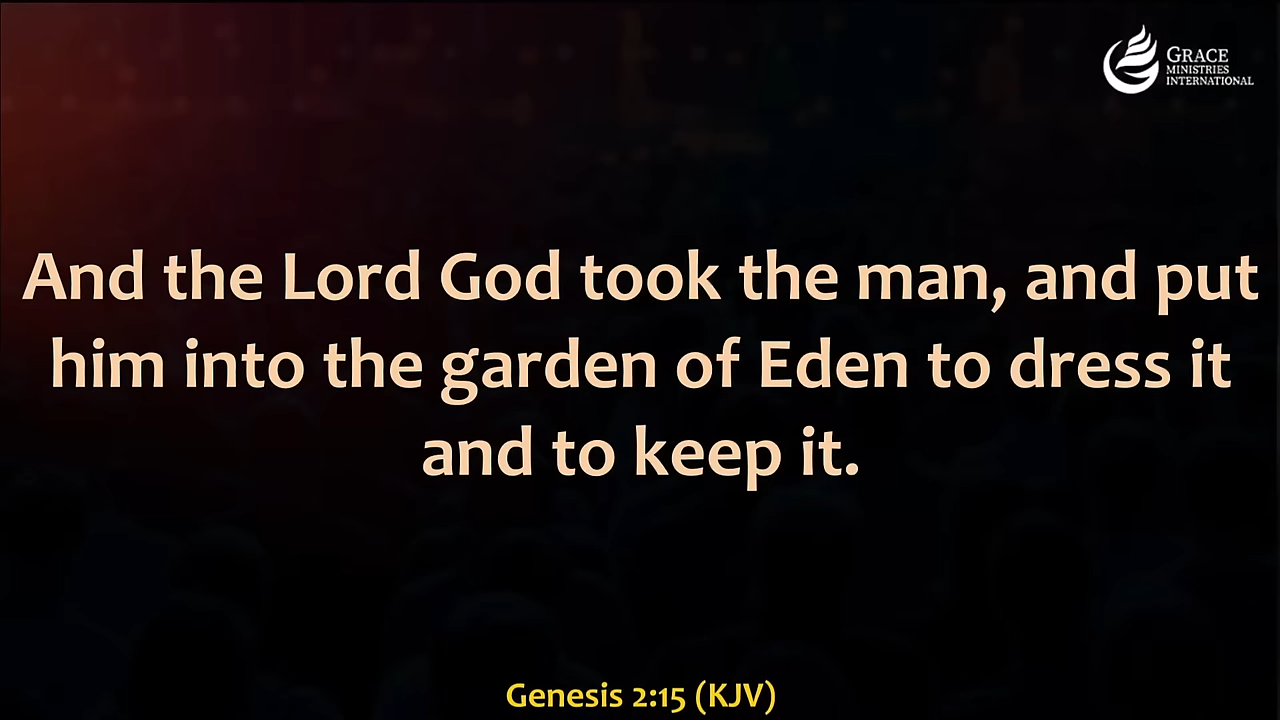 GRACE
MINISTRIES
INTERNATIONAL
And the Lord God took the man, and put
him into the garden of Eden to dress it
and to keep it.
Genesis 2:15 (KJV)